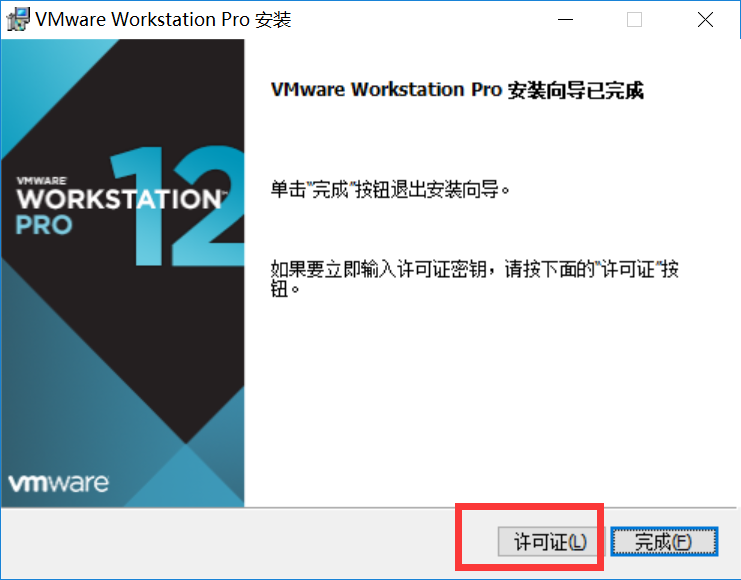 VMware Workstation Pro 安装
VMware Workstation Pro 安装向导已完成
12
VMWARE
WORKSTATION™
PRO
单击"完成"按钮退出安装向导。
如果要立即输入许可证密钥，请按下面的"许可证"按
钮。
vmware
许可证(L)
完成(F)